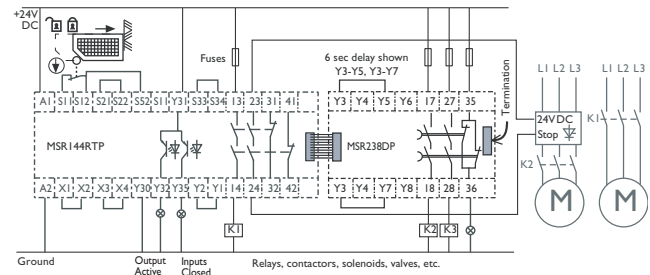 +24V
DC
Fuses
6 sec delay shown
Y3-Y5, Y3-Y7
Termination
A1 S11 S12 S21 S22 S52 S11 Y31 S33 S34 13 23 31 41
Y3 Y4 Y5 Y6 17 27 35
MSR144RTP
MSR238DP
A2 X1 X2 X3 X4 Y30 Y32 Y35 Y2 Y1 14 24 32 42
Y3 Y4 Y7 Y8 18 28 36
K1
K2 K3
Ground
Output
Active
Inputs
Closed
Relays, contactors, solenoids, valves, etc.
L1 L2 L3
24V DC
Stop
K2
M
L1 L2 L3
K1
M